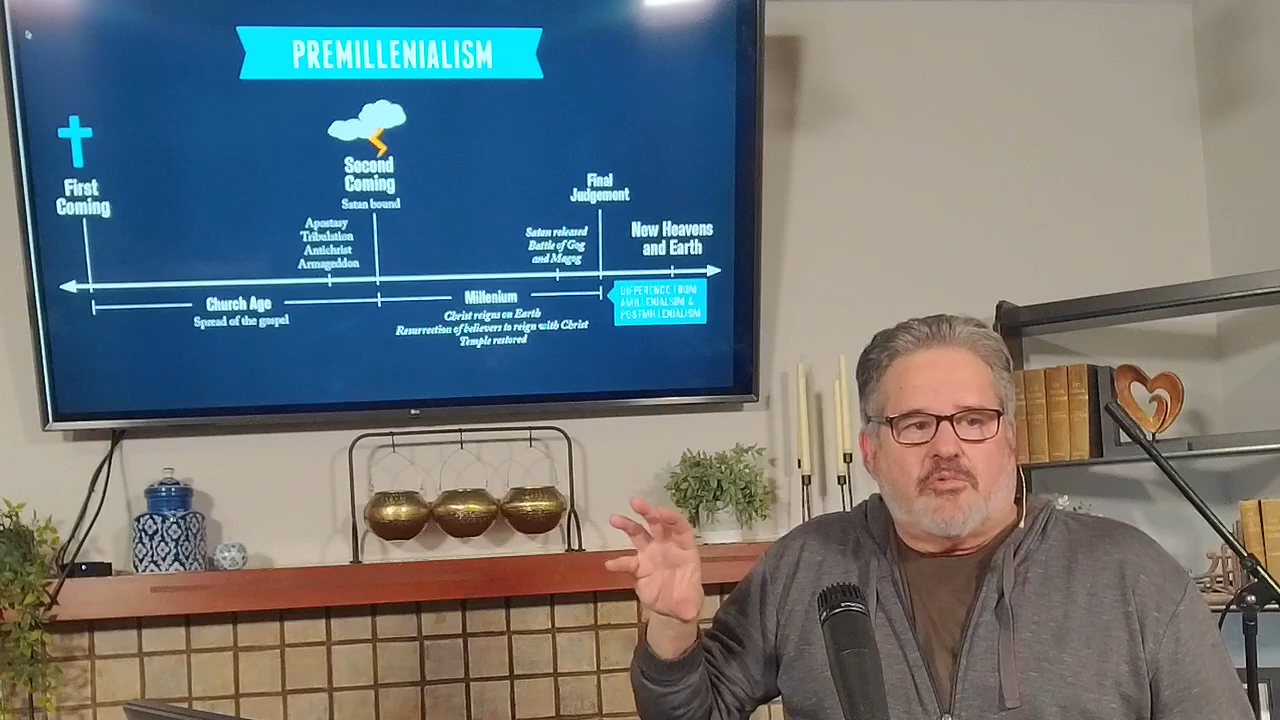 PREMILLENIALISM
Second
Coming
Satan bound
First
Coming
Final
Judgement
Apostasy
Tribulation
Antichrist
Armageddon
Satan released
Battle of Gog
and Magog
New Heavens
and Earth
Church Age
Spread of the gospel
Millenium
Christ reigns on Earth
Resurrection of believers to reign with Christ
Temple restored
DIFFERENCE FROM
AMILLENIALISM &
POSTMILLENIALISM
LG